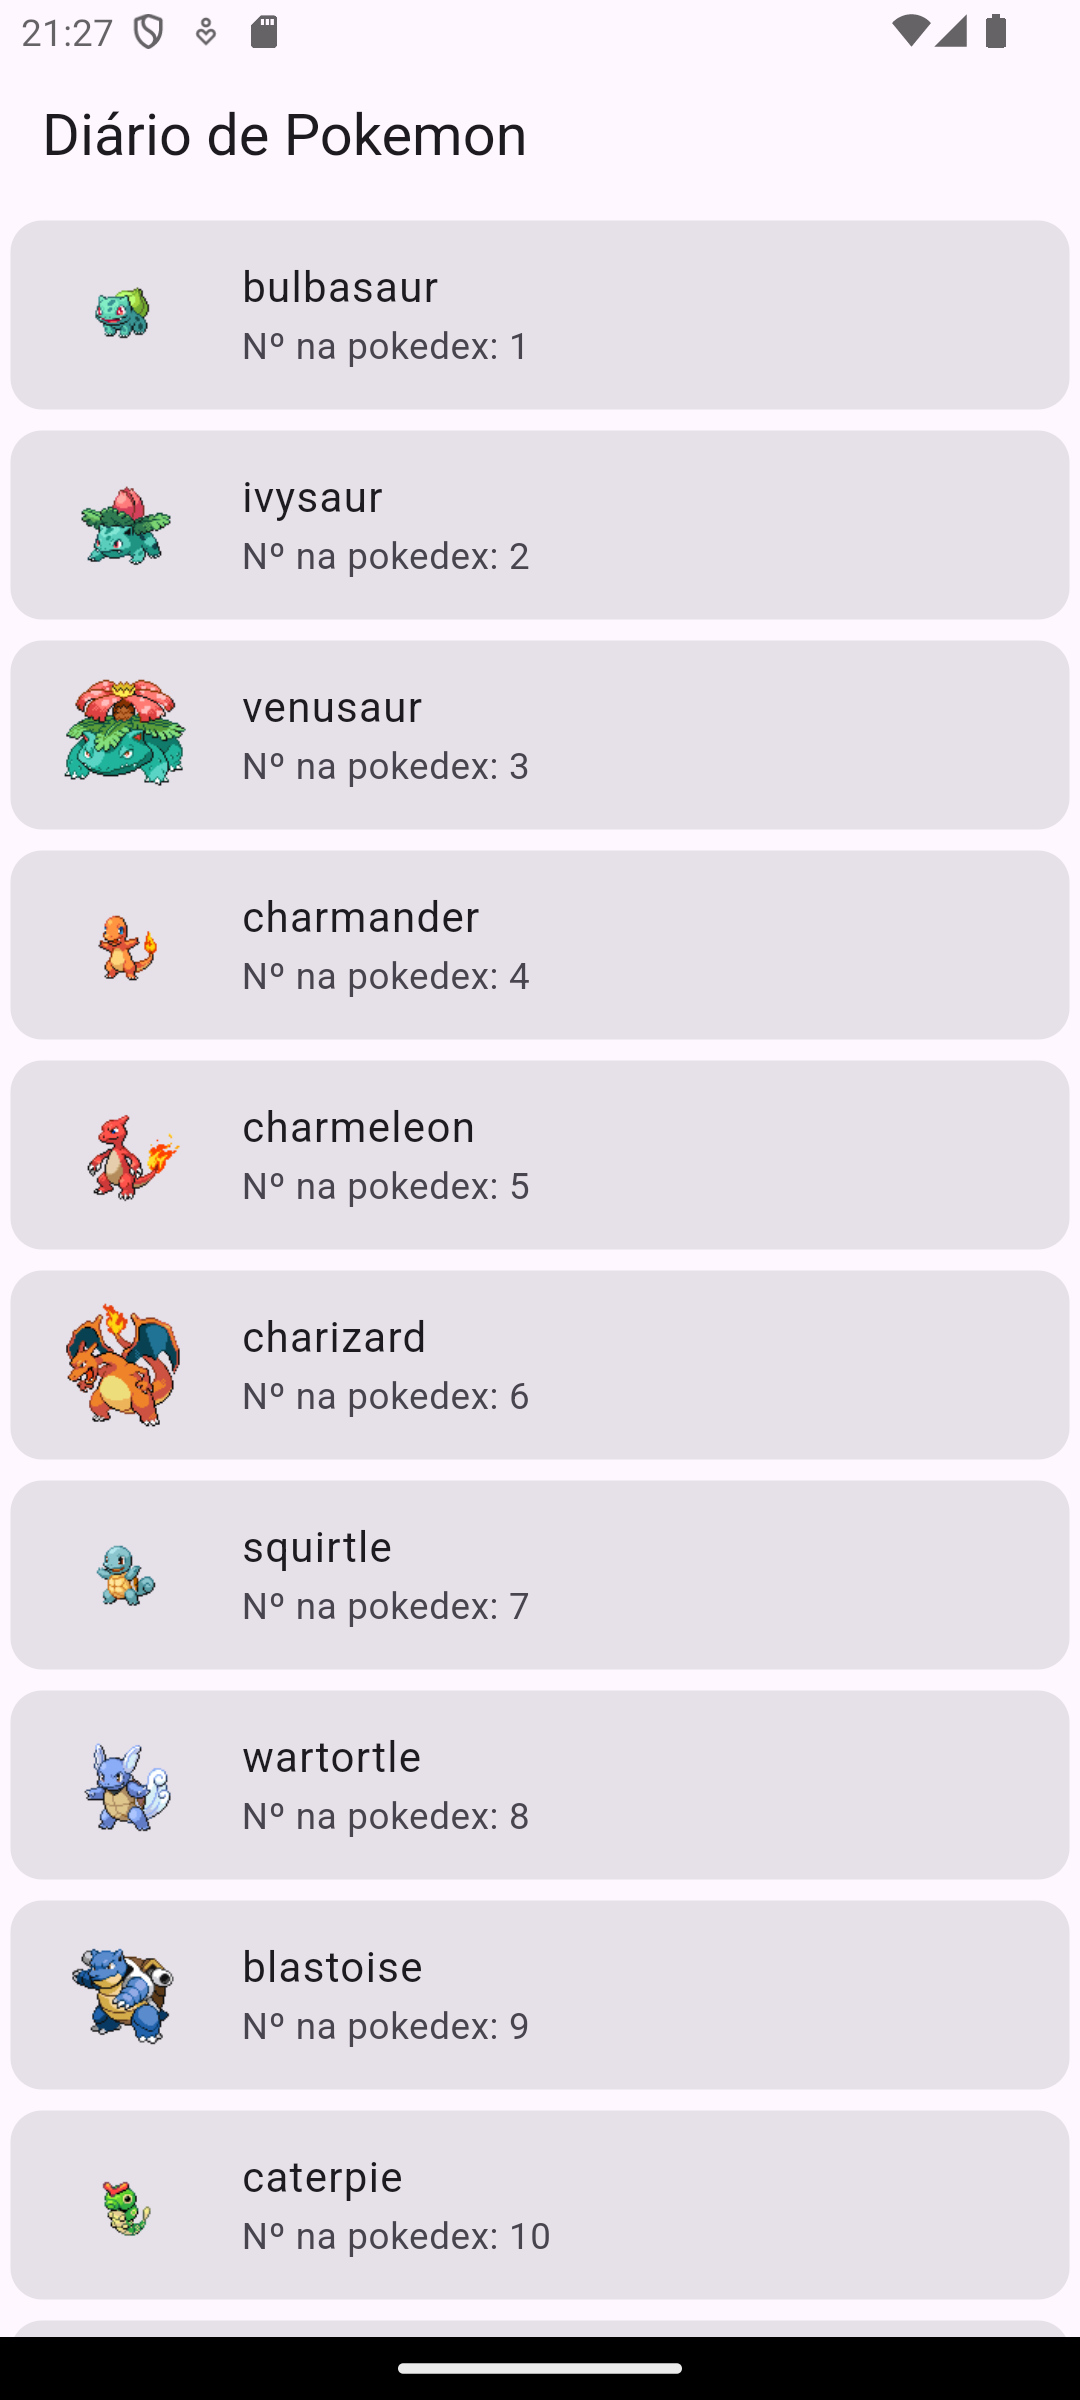 21:27
Diário de Pokemon
bulbasaur
Nº na pokedex: 1
ivysaur
Nº na pokedex: 2
venusaur
Nº na pokedex: 3
charmander
Nº na pokedex: 4
charmeleon
Nº na pokedex: 5
charizard
Nº na pokedex: 6
squirtle
Nº na pokedex: 7
wartortle
Nº na pokedex: 8
blastoise
Nº na pokedex: 9
caterpie
Nº na pokedex: 10